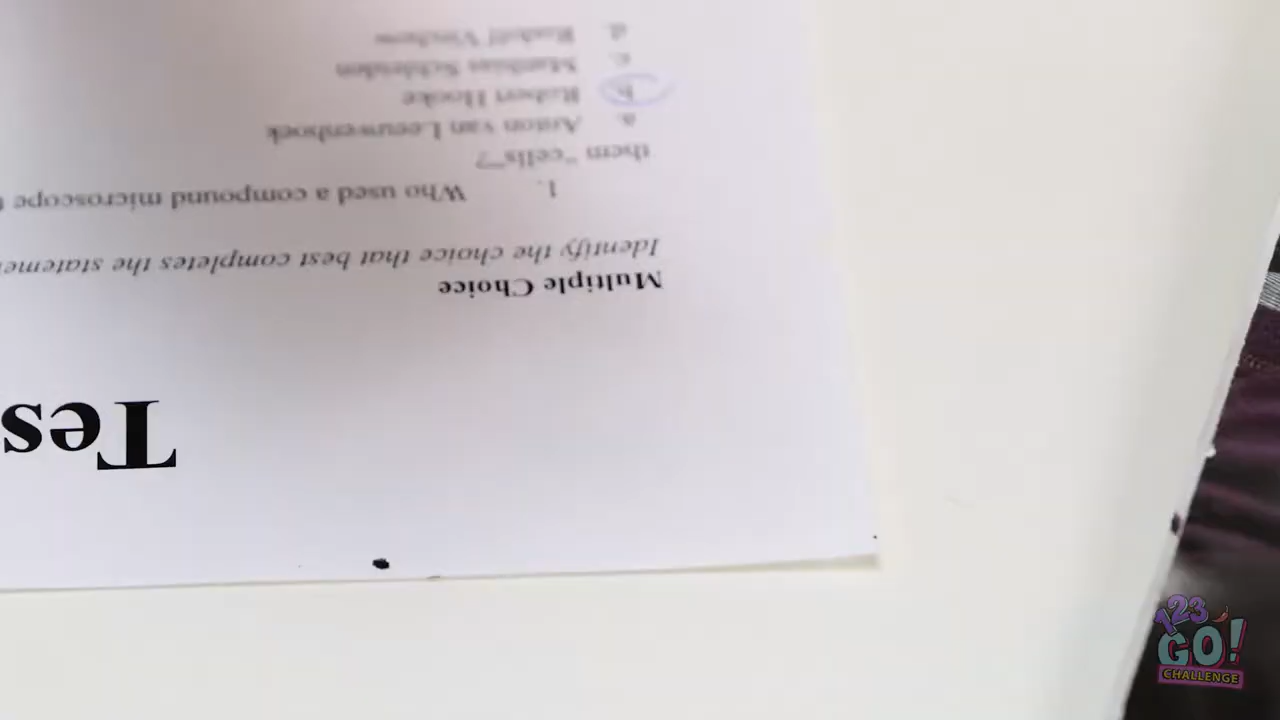 Tes
Multiple Choice
Identify the choice that best completes the stateme
1. Who used a compound microscope t
them "cells"?
a. Anton van Leeuwenhoek
b. Robert Hooke
c. Matthias Schleiden
d. Rudolf Virchow
123
GO!
CHALLENGE